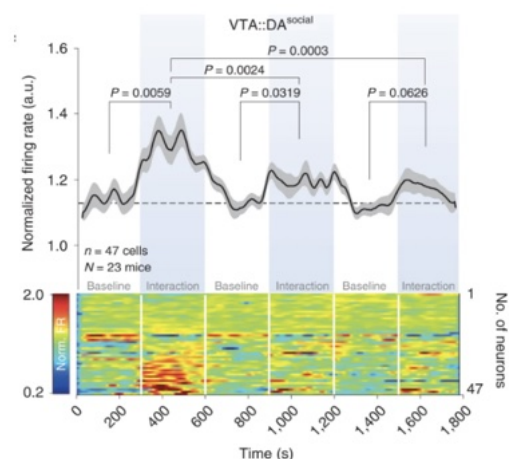 VTA::DAsocial
P = 0.0003
P = 0.0024
P = 0.0059
P = 0.0319
P = 0.0626
Normalized firing rate (a.u.)
1.6
1.4
1.2
1.0
n = 47 cells
N = 23 mice
Baseline Interaction Baseline Interaction Baseline Interaction
2.0
Norm. FR
0.2
1
No. of neurons
47
0 200 400 600 800 1,000 1,200 1,400 1,600 1,800
Time (s)